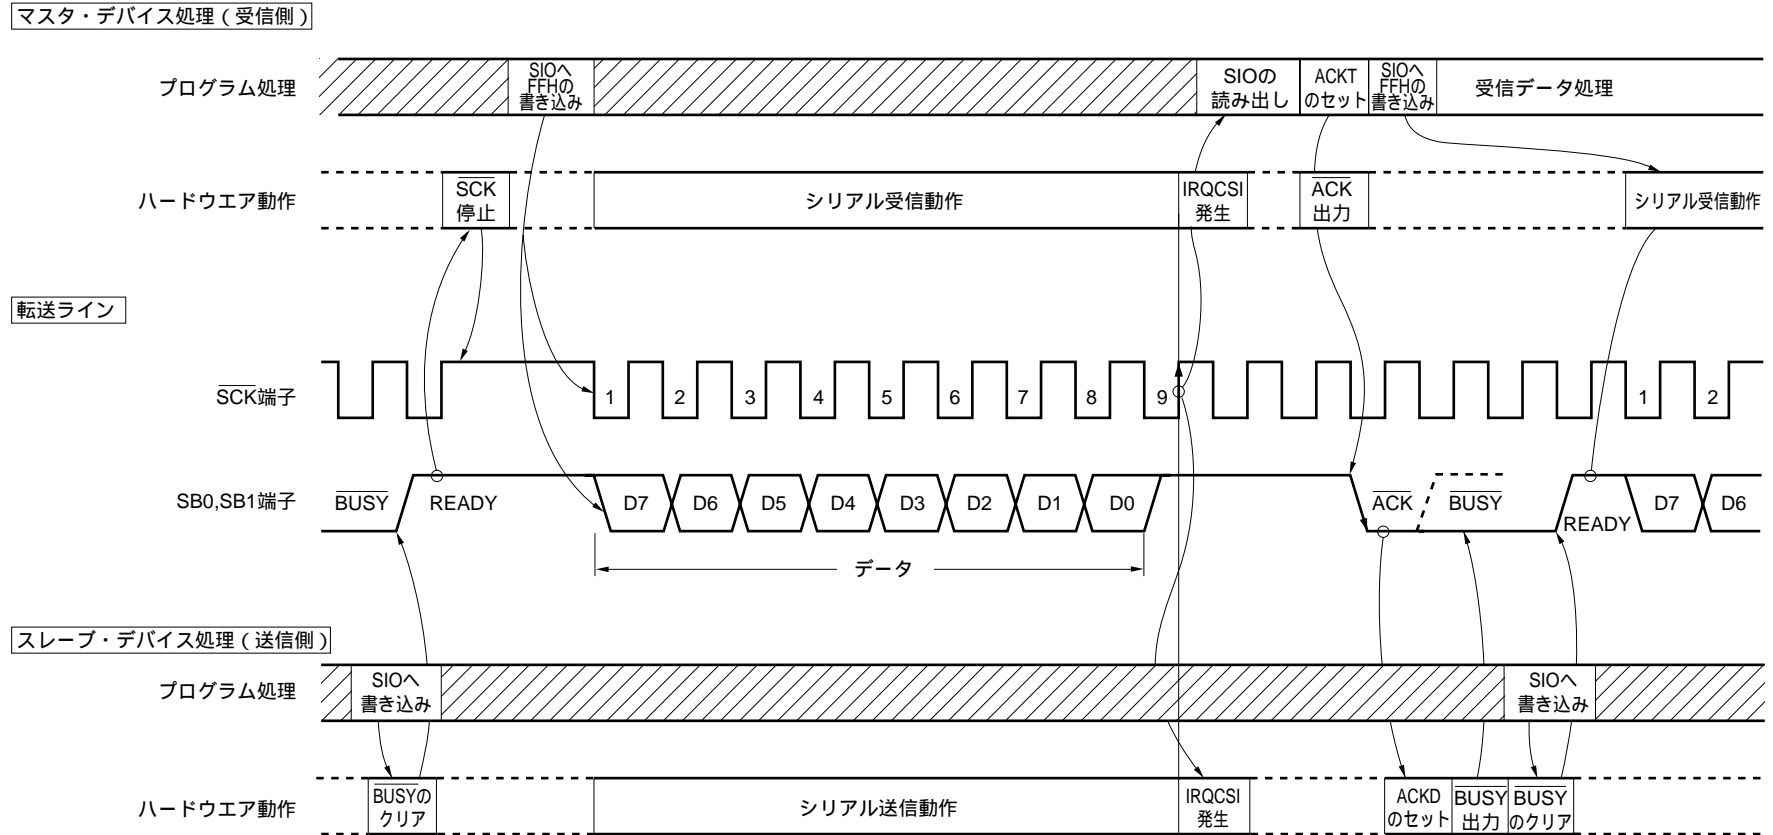 マスタ・デバイス処理(受信側)
プログラム処理
SIOへ
FFHの
書き込み
SIOの
読み出し
ACKT
のセット
SIOへ
FFHの
書き込み
受信データ処理
ハードウエア動作
SCK
停止
シリアル受信動作
IRQCSI
発生
ACK
出力
シリアル受信動作
転送ライン
SCK端子
1 2 3 4 5 6 7 8 9 1 2
SB0,SB1端子
BUSY READY D7 D6 D5 D4 D3 D2 D1 D0 ACK BUSY READY D7 D6
データ
スレーブ・デバイス処理(送信側)
プログラム処理
SIOへ
書き込み
SIOへ
書き込み
ハードウエア動作
BUSYの
クリア
シリアル送信動作
IRQCSI
発生
ACKD
のセット
BUSY
出力
BUSY
のクリア